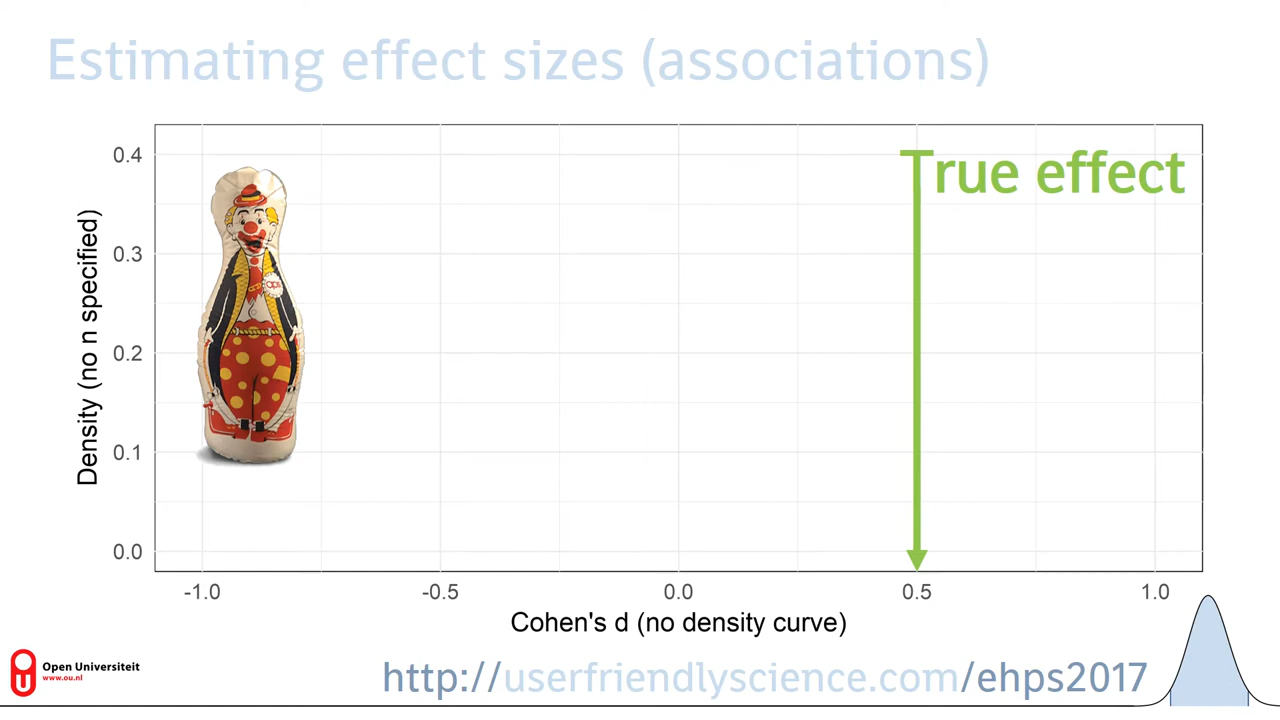 Estimating effect sizes (associations)
True effect
Density (no n specified)
0.4
0.3
0.2
0.1
0.0
-1.0 -0.5 0.0 0.5 1.0
Cohen's d (no density curve)
Open Universiteit
www.ou.nl
http://userfriendlyscience.com/ehps2017